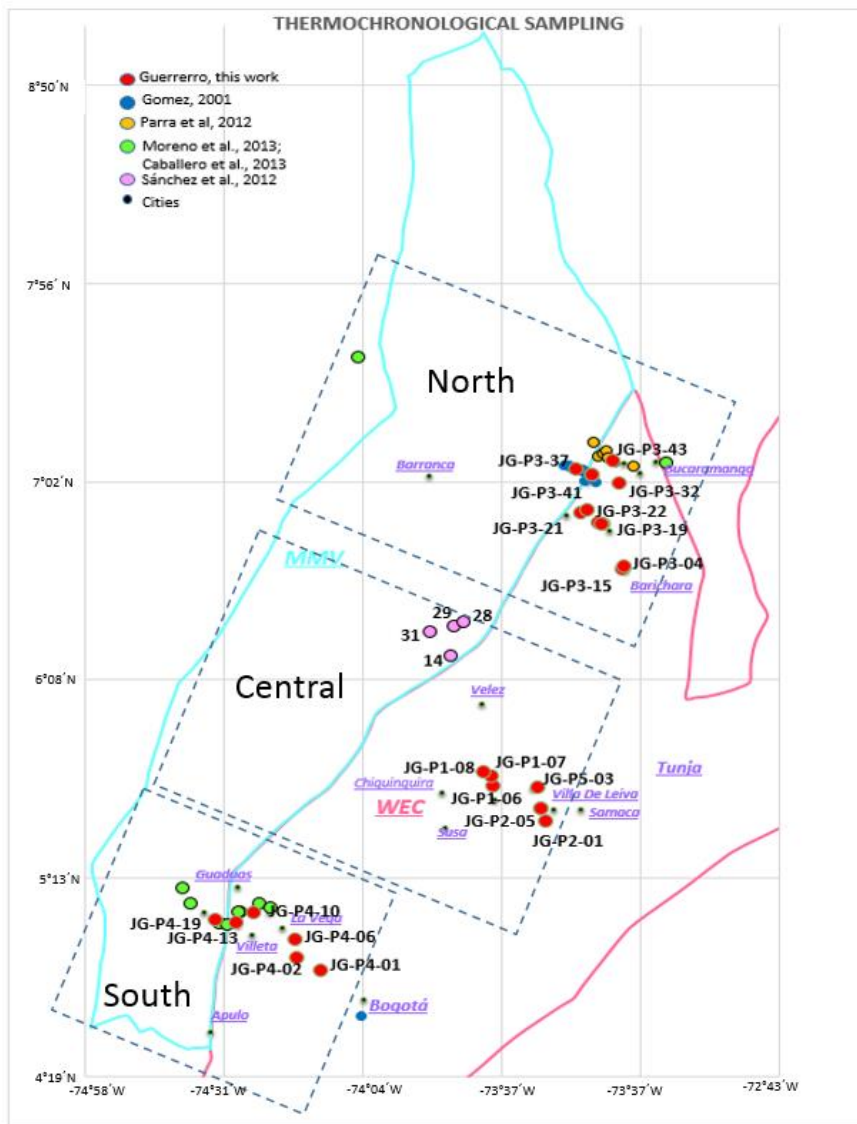 THERMOCHRONOLOGICAL SAMPLING
8°50´N
Guerrerro, this work
Gomez, 2001
Parra et al, 2012
Moreno et al., 2013;
Caballero et al., 2013
Sánchez et al., 2012
Cities
7°56´ N
North
JG-P3-43
JG-P3-37
Barranca
Bucaramanga
7°02´ N
JG-P3-32
JG-P3-41
JG-P3-22
JG-P3-21
JG-P3-19
MMV
JG-P3-04
JG-P3-15
Barichara
29
28
31
14
6°08´ N
Central
Velez
JG-P1-07
JG-P1-08
Tunja
JG-P5-03
Chiquinquira
JG-P1-06
Villa De Leiva
WEC
Samaca
JG-P2-05
Susa
JG-P2-01
5°13´ N
Guaduas
JG-P4-10
JG-P4-19
La Vega
JG-P4-13
JG-P4-06
Villeta
JG-P4-02
JG-P4-01
South
Bogotá
Apulo
4°19´ N
-74°58´ W
-74°31´ W
-74°04´ W
-73°37´ W
-73°37´ W
-72°43´ W